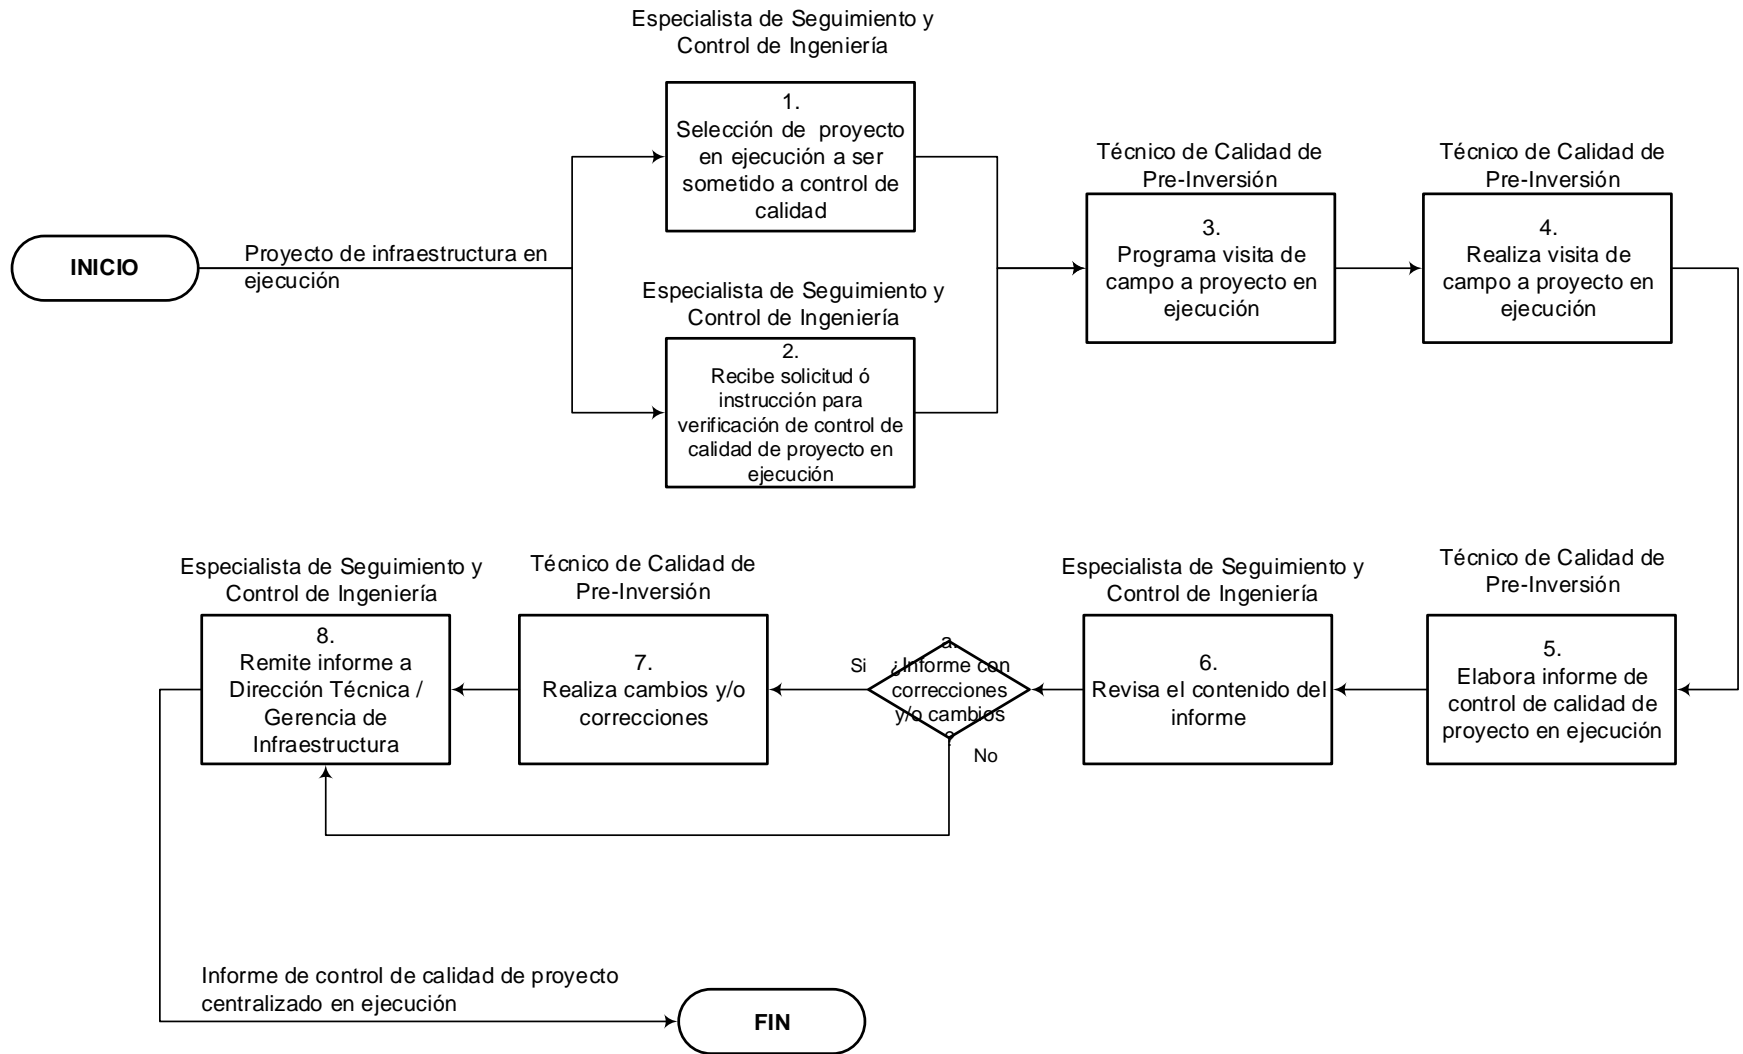 Especialista de Seguimiento y
Control de Ingeniería
1.
Selección de proyecto
en ejecución a ser
sometido a control de
calidad
Técnico de Calidad de
Pre-Inversión
Técnico de Calidad de
Pre-Inversión
INICIO
Proyecto de infraestructura en
ejecución
3.
Programa visita de
campo a proyecto en
ejecución
4.
Realiza visita de
campo a proyecto en
ejecución
Especialista de Seguimiento y
Control de Ingeniería
2.
Recibe solicitud ó
instrucción para
verificación de control de
calidad de proyecto en
ejecución
Especialista de Seguimiento y
Control de Ingeniería
Técnico de Calidad de
Pre-Inversión
Especialista de Seguimiento y
Control de Ingeniería
Técnico de Calidad de
Pre-Inversión
8.
Remite informe a
Dirección Técnica /
Gerencia de
Infraestructura
7.
Realiza cambios y/o
correcciones
Si
a.
¿Informe con
correcciones
y/o cambios
?
No
6.
Revisa el contenido del
informe
5.
Elabora informe de
control de calidad de
proyecto en ejecución
Informe de control de calidad de proyecto
centralizado en ejecución
FIN